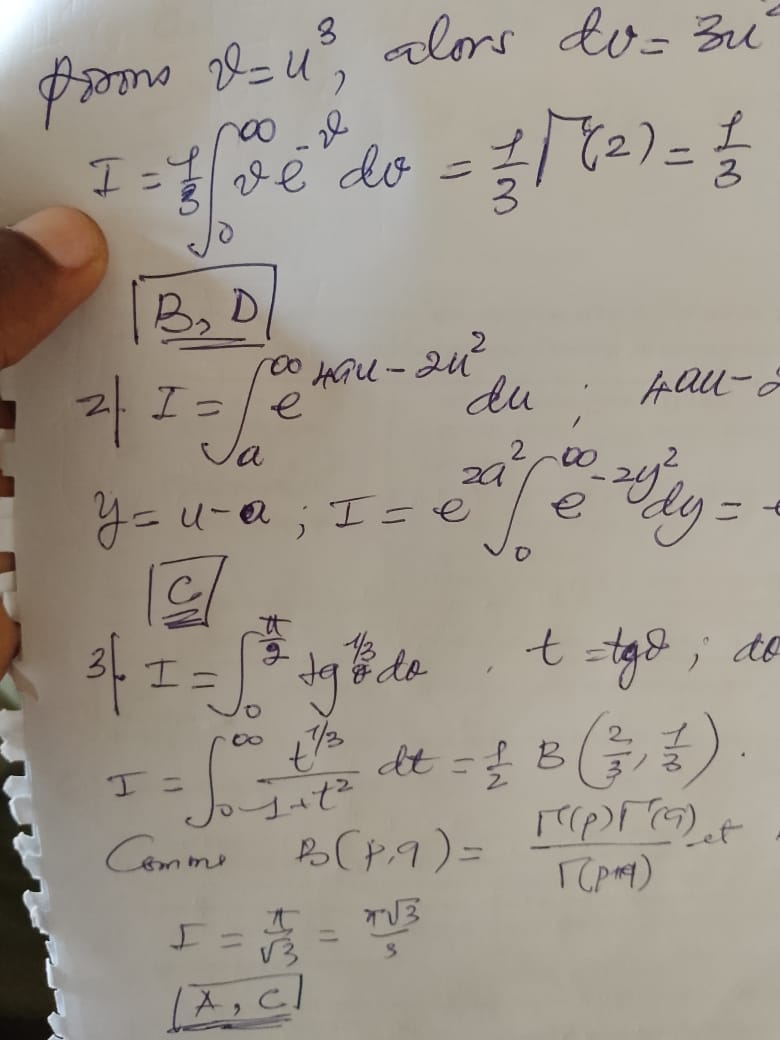 posons v=u³, alors dv=3u²
I = 1/3 ∫₀^∞ v e^{-v} dv = 1/3 Γ(2) = 1/3
B, D
2/. I = ∫ₐ^∞ e^{4au-2u²} du ; 4au-2
y = u-a ; I = e^{2a²} ∫₀^∞ e^{-2y²} dy =
C
3/. I = ∫₀^{π/2} tg^{1/3}θ dθ . t = tgθ ; dθ
I = ∫₀^∞ t^{1/3}/(1+t²) dt = 1/2 B(2/3, 1/3).
Comme B(p,q) = Γ(p)Γ(q)/Γ(p+q) et
I = π/√3 = π√3/3
A, C